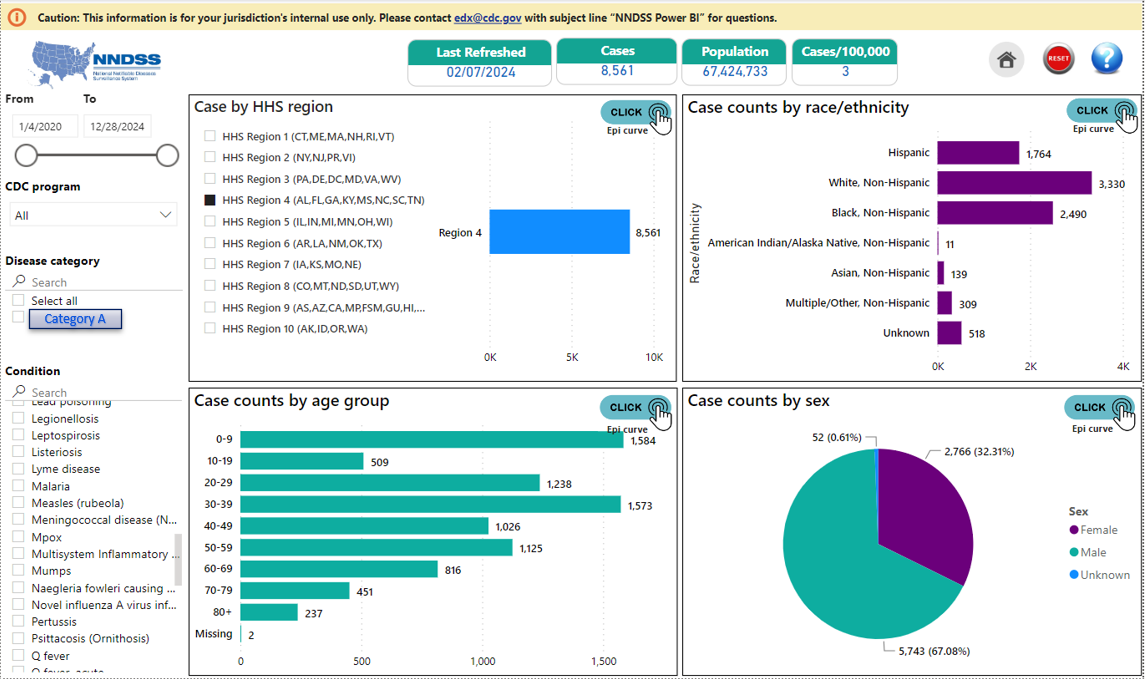 Caution: This information is for your jurisdiction's internal use only. Please contact edx@cdc.gov with subject line “NNDSS Power BI” for questions.
NNDSS
National Notifiable Diseases
Surveillance System
Last Refreshed
02/07/2024
Cases
8,561
Population
67,424,733
Cases/100,000
3
RESET
?
From To
1/4/2020 12/28/2024
CDC program
All
Disease category
Search
Select all
Category A
Condition
Search
Lead poisoning
Legionellosis
Leptospirosis
Listeriosis
Lyme disease
Malaria
Measles (rubeola)
Meningococcal disease (N...
Mpox
Multisystem Inflammatory ...
Mumps
Naegleria fowleri causing ...
Novel influenza A virus inf...
Pertussis
Psittacosis (Ornithosis)
Q fever
Q fever, acute
Case by HHS region
CLICK
Epi curve
HHS Region 1 (CT,ME,MA,NH,RI,VT)
HHS Region 2 (NY,NJ,PR,VI)
HHS Region 3 (PA,DE,DC,MD,VA,WV)
HHS Region 4 (AL,FL,GA,KY,MS,NC,SC,TN)
HHS Region 5 (IL,IN,MI,MN,OH,WI)
HHS Region 6 (AR,LA,NM,OK,TX)
HHS Region 7 (IA,KS,MO,NE)
HHS Region 8 (CO,MT,ND,SD,UT,WY)
HHS Region 9 (AS,AZ,CA,MP,FSM,GU,HI,...
HHS Region 10 (AK,ID,OR,WA)
Region 4 8,561
0K 5K 10K
Case counts by race/ethnicity
CLICK
Epi curve
Race/ethnicity
Hispanic 1,764
White, Non-Hispanic 3,330
Black, Non-Hispanic 2,490
American Indian/Alaska Native, Non-Hispanic 11
Asian, Non-Hispanic 139
Multiple/Other, Non-Hispanic 309
Unknown 518
0K 2K 4K
Case counts by age group
CLICK
Epi curve
0-9 1,584
10-19 509
20-29 1,238
30-39 1,573
40-49 1,026
50-59 1,125
60-69 816
70-79 451
80+ 237
Missing 2
0 500 1,000 1,500
Case counts by sex
CLICK
Epi curve
52 (0.61%)
2,766 (32.31%)
5,743 (67.08%)
Sex
Female
Male
Unknown